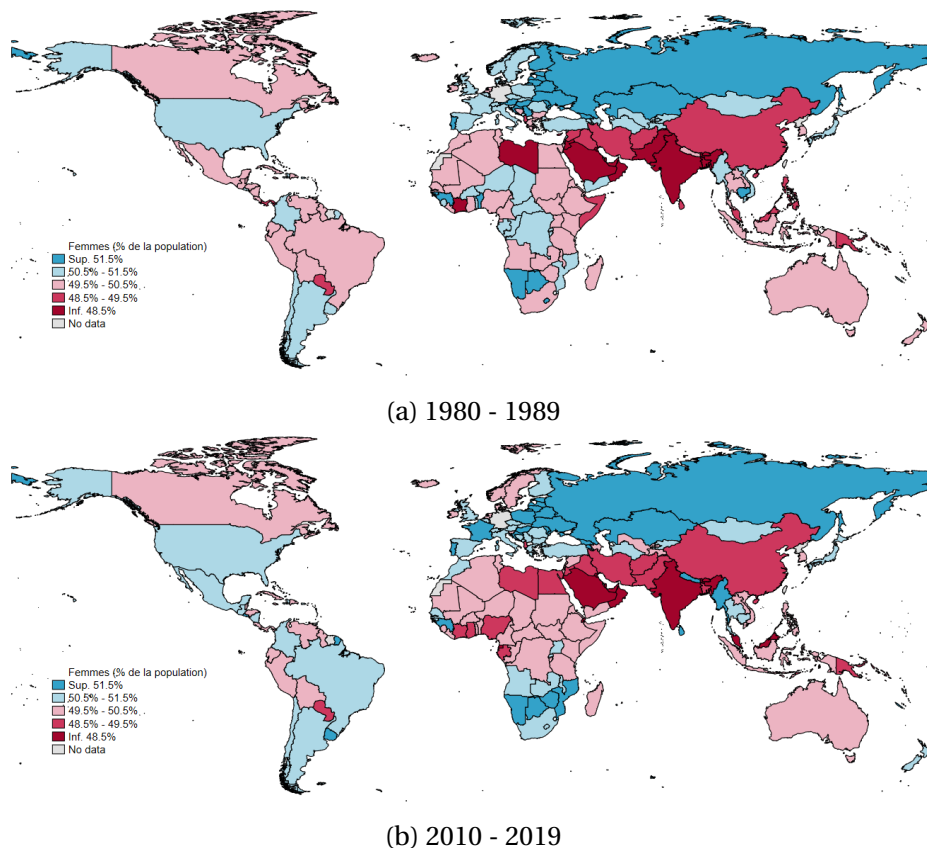 Femmes (% de la population)
Sup. 51.5%
50.5% - 51.5%
49.5% - 50.5%
48.5% - 49.5%
Inf. 48.5%
No data
(a) 1980 - 1989
Femmes (% de la population)
Sup. 51.5%
50.5% - 51.5%
49.5% - 50.5%
48.5% - 49.5%
Inf. 48.5%
No data
(b) 2010 - 2019